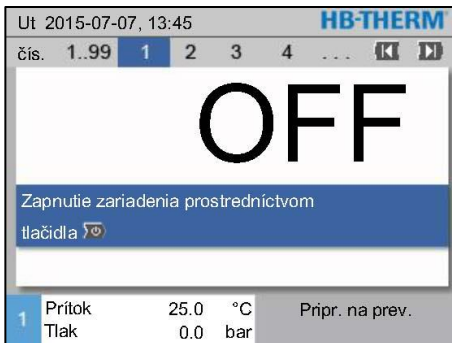 Ut 2015-07-07, 13:45 HB-THERM
čís. 1..99 1 2 3 4 ...
OFF
Zapnutie zariadenia prostredníctvom
tlačidla
1 Prítok 25.0 °C Pripr. na prev.
Tlak 0.0 bar